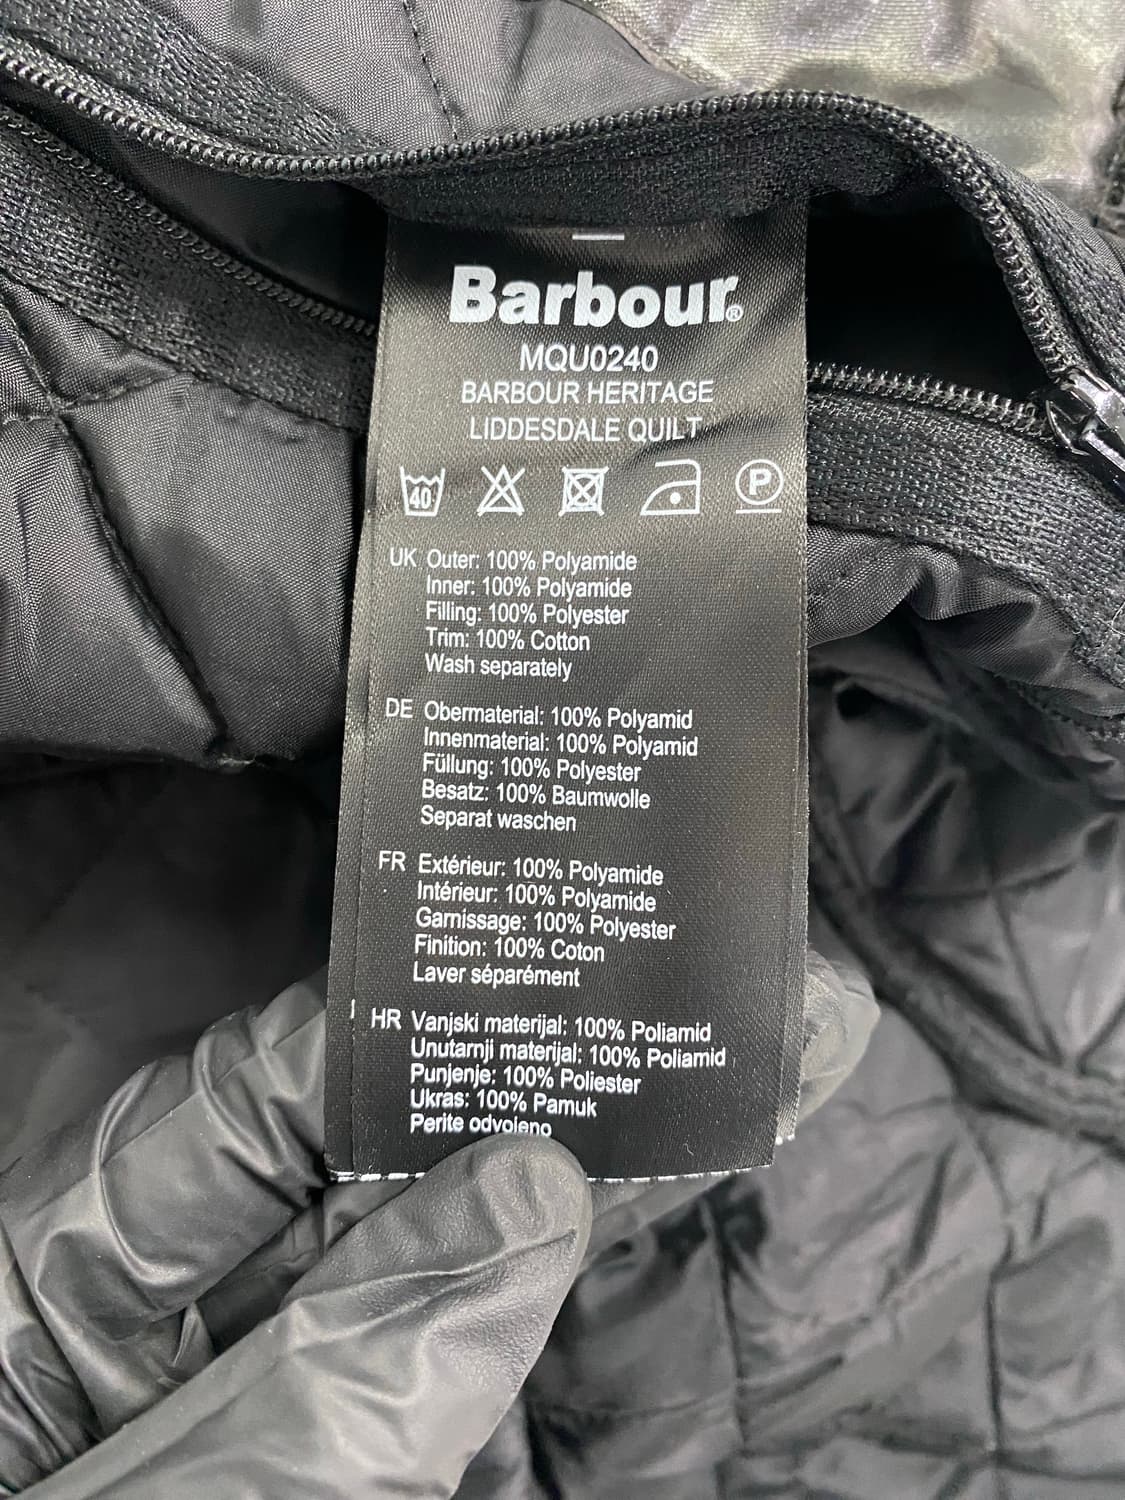 Barbour®
MQU0240
BARBOUR HERITAGE
LIDDESDALE QUILT
40 P
UK Outer: 100% Polyamide
Inner: 100% Polyamide
Filling: 100% Polyester
Trim: 100% Cotton
Wash separately
DE Obermaterial: 100% Polyamid
Innenmaterial: 100% Polyamid
Füllung: 100% Polyester
Besatz: 100% Baumwolle
Separat waschen
FR Extérieur: 100% Polyamide
Intérieur: 100% Polyamide
Garnissage: 100% Polyester
Finition: 100% Coton
Laver séparément
HR Vanjski materijal: 100% Poliamid
Unutarnji materijal: 100% Poliamid
Punjenje: 100% Poliester
Ukras: 100% Pamuk
Perite odvojeno